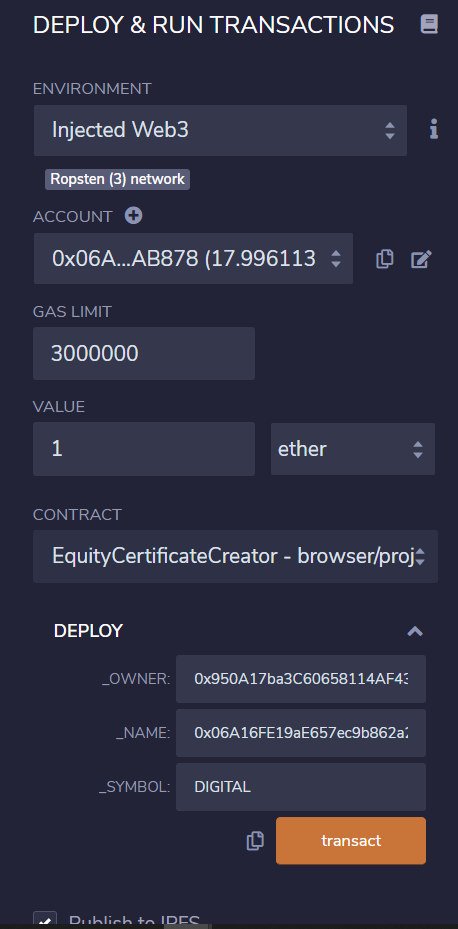 DEPLOY & RUN TRANSACTIONS
ENVIRONMENT
Injected Web3
Ropsten (3) network
ACCOUNT
0x06A...AB878 (17.996113
GAS LIMIT
3000000
VALUE
1 ether
CONTRACT
EquityCertificateCreator - browser/proj
DEPLOY
_OWNER: 0x950A17ba3C60658114AF43
_NAME: 0x06A16FE19aE657ec9b862a2
_SYMBOL: DIGITAL
transact
Publish to IPFS